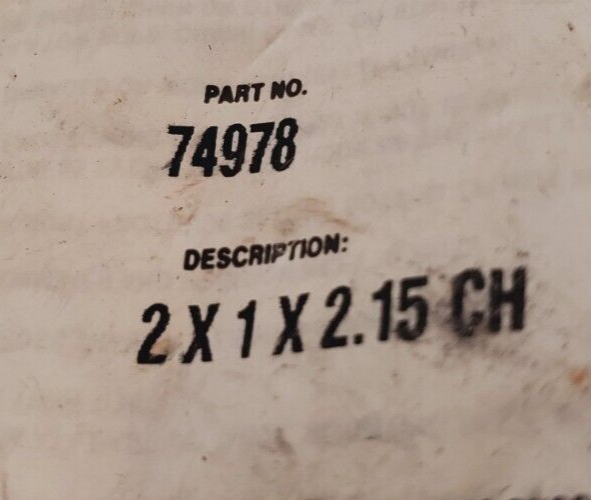 PART NO.
74978
DESCRIPTION:
2 X 1 X 2.15 CH